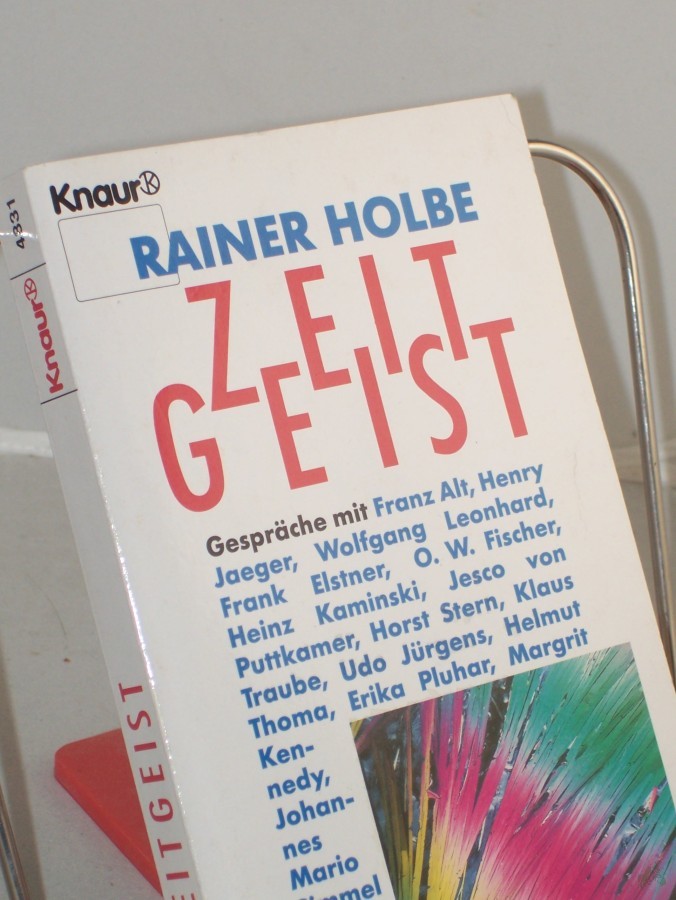 Knaur
RAINER HOLBE
ZEIT
GEIST
Gespräche mit Franz Alt, Henry
Jaeger, Wolfgang Leonhard,
Frank Elstner, O. W. Fischer,
Heinz Kaminski, Jesco von
Puttkamer, Horst Stern, Klaus
Traube, Udo Jürgens, Helmut
Thoma, Erika Pluhar, Margrit
Ken-
nedy,
Johan-
nes
Mario
4331
Knaur